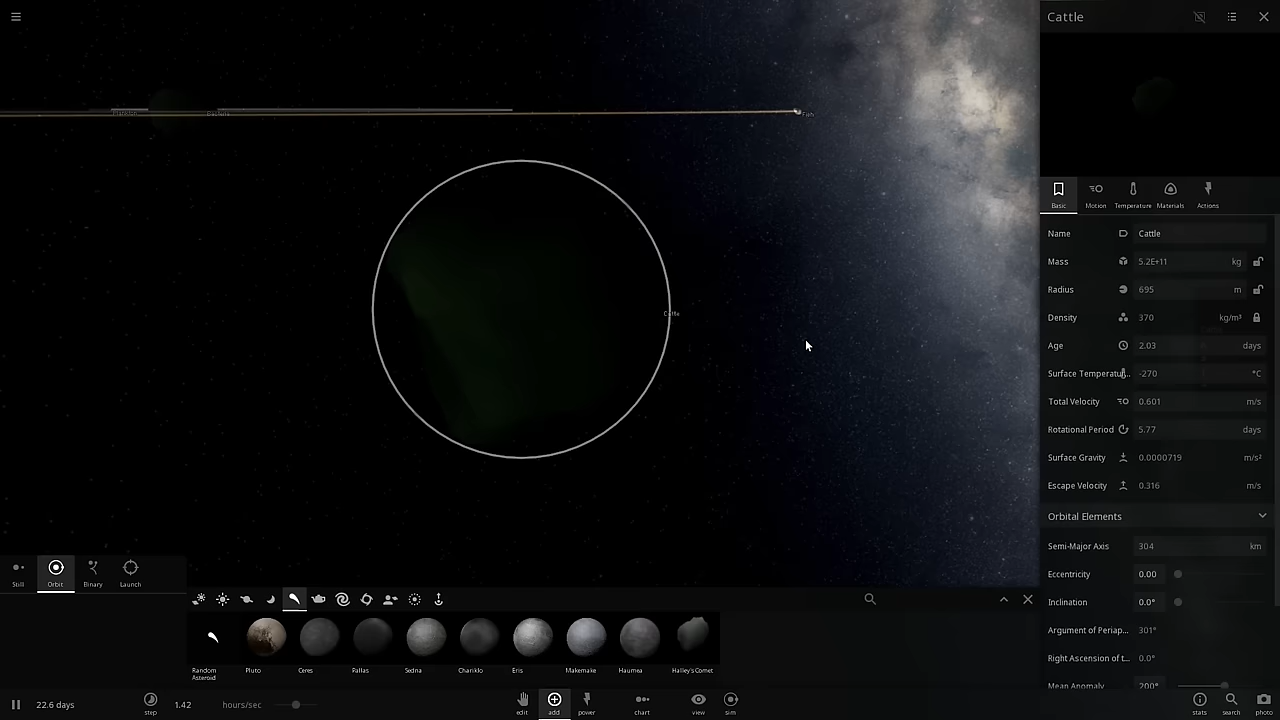 Cattle
Plankton
Bacteria
Fish
Cattle
Basic
Motion
Temperature
Materials
Actions
Name Cattle
Mass 5.2E+11 kg
Radius 695 m
Density 370 kg/m³
Age 2.03 days
Surface Temperatu... -270 °C
Total Velocity 0.601 m/s
Rotational Period 5.77 days
Surface Gravity 0.0000719 m/s²
Escape Velocity 0.316 m/s
Orbital Elements
Semi-Major Axis 304 km
Eccentricity 0.00
Inclination 0.0°
Argument of Periap... 301°
Right Ascension of t... 0.0°
Mean Anomaly 200°
Still
Orbit
Binary
Launch
Random Asteroid
Pluto
Ceres
Pallas
Sedna
Chariklo
Eris
Makemake
Haumea
Halley's Comet
22.6 days
step
1.42 hours/sec
edit
add
power
chart
view
sim
stats
search
photo